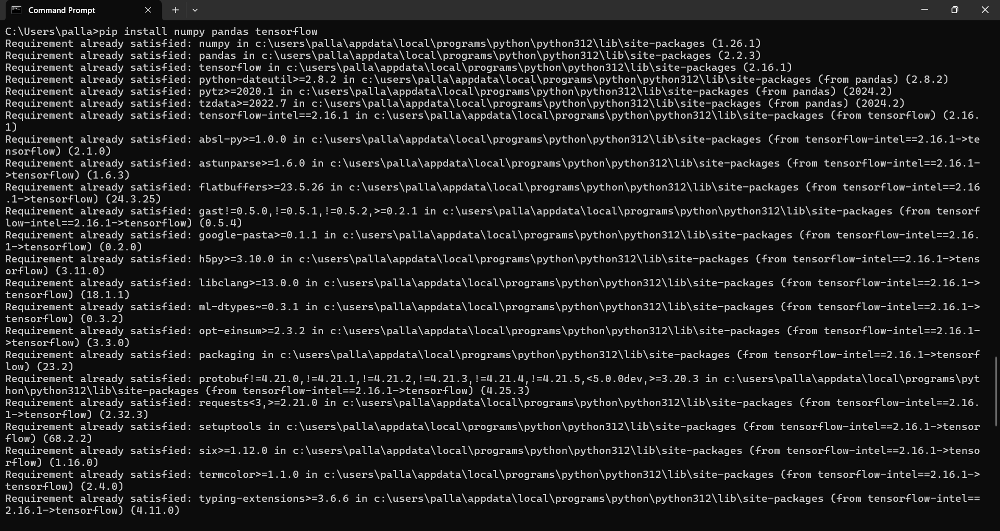 Command Prompt
C:\Users\palla>pip install numpy pandas tensorflow
Requirement already satisfied: numpy in c:\users\palla\appdata\local\programs\python\python312\lib\site-packages (1.26.1)
Requirement already satisfied: pandas in c:\users\palla\appdata\local\programs\python\python312\lib\site-packages (2.2.3)
Requirement already satisfied: tensorflow in c:\users\palla\appdata\local\programs\python\python312\lib\site-packages (2.16.1)
Requirement already satisfied: python-dateutil>=2.8.2 in c:\users\palla\appdata\local\programs\python\python312\lib\site-packages (from pandas) (2.8.2)
Requirement already satisfied: pytz>=2020.1 in c:\users\palla\appdata\local\programs\python\python312\lib\site-packages (from pandas) (2024.2)
Requirement already satisfied: tzdata>=2022.7 in c:\users\palla\appdata\local\programs\python\python312\lib\site-packages (from pandas) (2024.2)
Requirement already satisfied: tensorflow-intel==2.16.1 in c:\users\palla\appdata\local\programs\python\python312\lib\site-packages (from tensorflow) (2.16.
1)
Requirement already satisfied: absl-py>=1.0.0 in c:\users\palla\appdata\local\programs\python\python312\lib\site-packages (from tensorflow-intel==2.16.1->te
nsorflow) (2.1.0)
Requirement already satisfied: astunparse>=1.6.0 in c:\users\palla\appdata\local\programs\python\python312\lib\site-packages (from tensorflow-intel==2.16.1-
>tensorflow) (1.6.3)
Requirement already satisfied: flatbuffers>=23.5.26 in c:\users\palla\appdata\local\programs\python\python312\lib\site-packages (from tensorflow-intel==2.16
.1->tensorflow) (24.3.25)
Requirement already satisfied: gast!=0.5.0,!=0.5.1,!=0.5.2,>=0.2.1 in c:\users\palla\appdata\local\programs\python\python312\lib\site-packages (from tensorf
low-intel==2.16.1->tensorflow) (0.5.4)
Requirement already satisfied: google-pasta>=0.1.1 in c:\users\palla\appdata\local\programs\python\python312\lib\site-packages (from tensorflow-intel==2.16.
1->tensorflow) (0.2.0)
Requirement already satisfied: h5py>=3.10.0 in c:\users\palla\appdata\local\programs\python\python312\lib\site-packages (from tensorflow-intel==2.16.1->tens
orflow) (3.11.0)
Requirement already satisfied: libclang>=13.0.0 in c:\users\palla\appdata\local\programs\python\python312\lib\site-packages (from tensorflow-intel==2.16.1->
tensorflow) (18.1.1)
Requirement already satisfied: ml-dtypes~=0.3.1 in c:\users\palla\appdata\local\programs\python\python312\lib\site-packages (from tensorflow-intel==2.16.1->
tensorflow) (0.3.2)
Requirement already satisfied: opt-einsum>=2.3.2 in c:\users\palla\appdata\local\programs\python\python312\lib\site-packages (from tensorflow-intel==2.16.1-
>tensorflow) (3.3.0)
Requirement already satisfied: packaging in c:\users\palla\appdata\local\programs\python\python312\lib\site-packages (from tensorflow-intel==2.16.1->tensorf
low) (23.2)
Requirement already satisfied: protobuf!=4.21.0,!=4.21.1,!=4.21.2,!=4.21.3,!=4.21.4,!=4.21.5,<5.0.0dev,>=3.20.3 in c:\users\palla\appdata\local\programs\pyt
hon\python312\lib\site-packages (from tensorflow-intel==2.16.1->tensorflow) (4.25.3)
Requirement already satisfied: requests<3,>=2.21.0 in c:\users\palla\appdata\local\programs\python\python312\lib\site-packages (from tensorflow-intel==2.16.
1->tensorflow) (2.32.3)
Requirement already satisfied: setuptools in c:\users\palla\appdata\local\programs\python\python312\lib\site-packages (from tensorflow-intel==2.16.1->tensor
flow) (68.2.2)
Requirement already satisfied: six>=1.12.0 in c:\users\palla\appdata\local\programs\python\python312\lib\site-packages (from tensorflow-intel==2.16.1->tenso
rflow) (1.16.0)
Requirement already satisfied: termcolor>=1.1.0 in c:\users\palla\appdata\local\programs\python\python312\lib\site-packages (from tensorflow-intel==2.16.1->
tensorflow) (2.4.0)
Requirement already satisfied: typing-extensions>=3.6.6 in c:\users\palla\appdata\local\programs\python\python312\lib\site-packages (from tensorflow-intel==
2.16.1->tensorflow) (4.11.0)